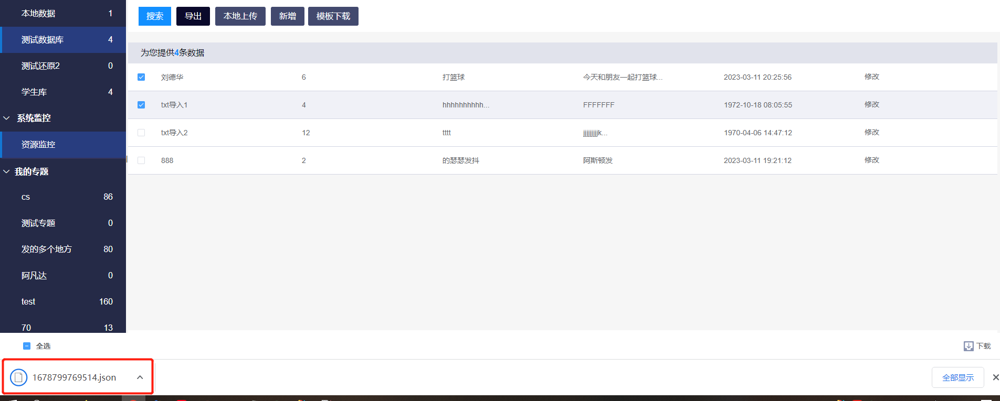 本地数据 1
测试数据库 4
测试还原2 0
学生库 4
系统监控
资源监控
我的专题
cs 86
测试专题 0
发的多个地方 80
阿凡达 0
test 160
70 13
搜索 导出 本地上传 新增 模板下载
为您提供4条数据
刘德华 6 打篮球 今天和朋友一起打篮球... 2023-03-11 20:25:56 修改
txt导入1 4 hhhhhhhhhh... FFFFFFF 1972-10-18 08:05:55 修改
txt导入2 12 tttt jjjjjjjjjk... 1970-04-06 14:47:12 修改
888 2 的瑟瑟发抖 阿斯顿发 2023-03-11 19:21:12 修改
全选 下载
1678799769514.json 全部显示